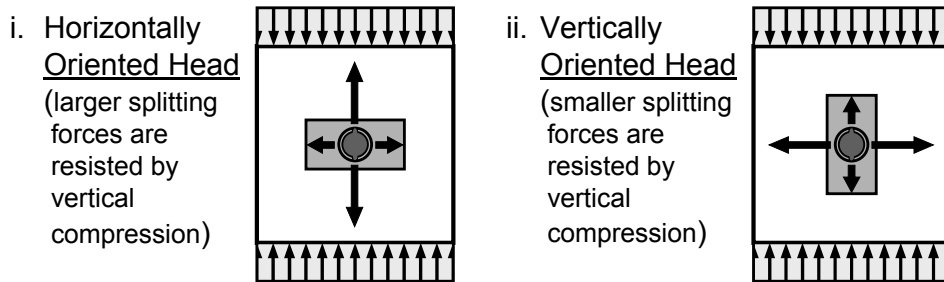 i. Horizontally
Oriented Head
(larger splitting
forces are
resisted by
vertical
compression)
ii. Vertically
Oriented Head
(smaller splitting
forces are
resisted by
vertical
compression)